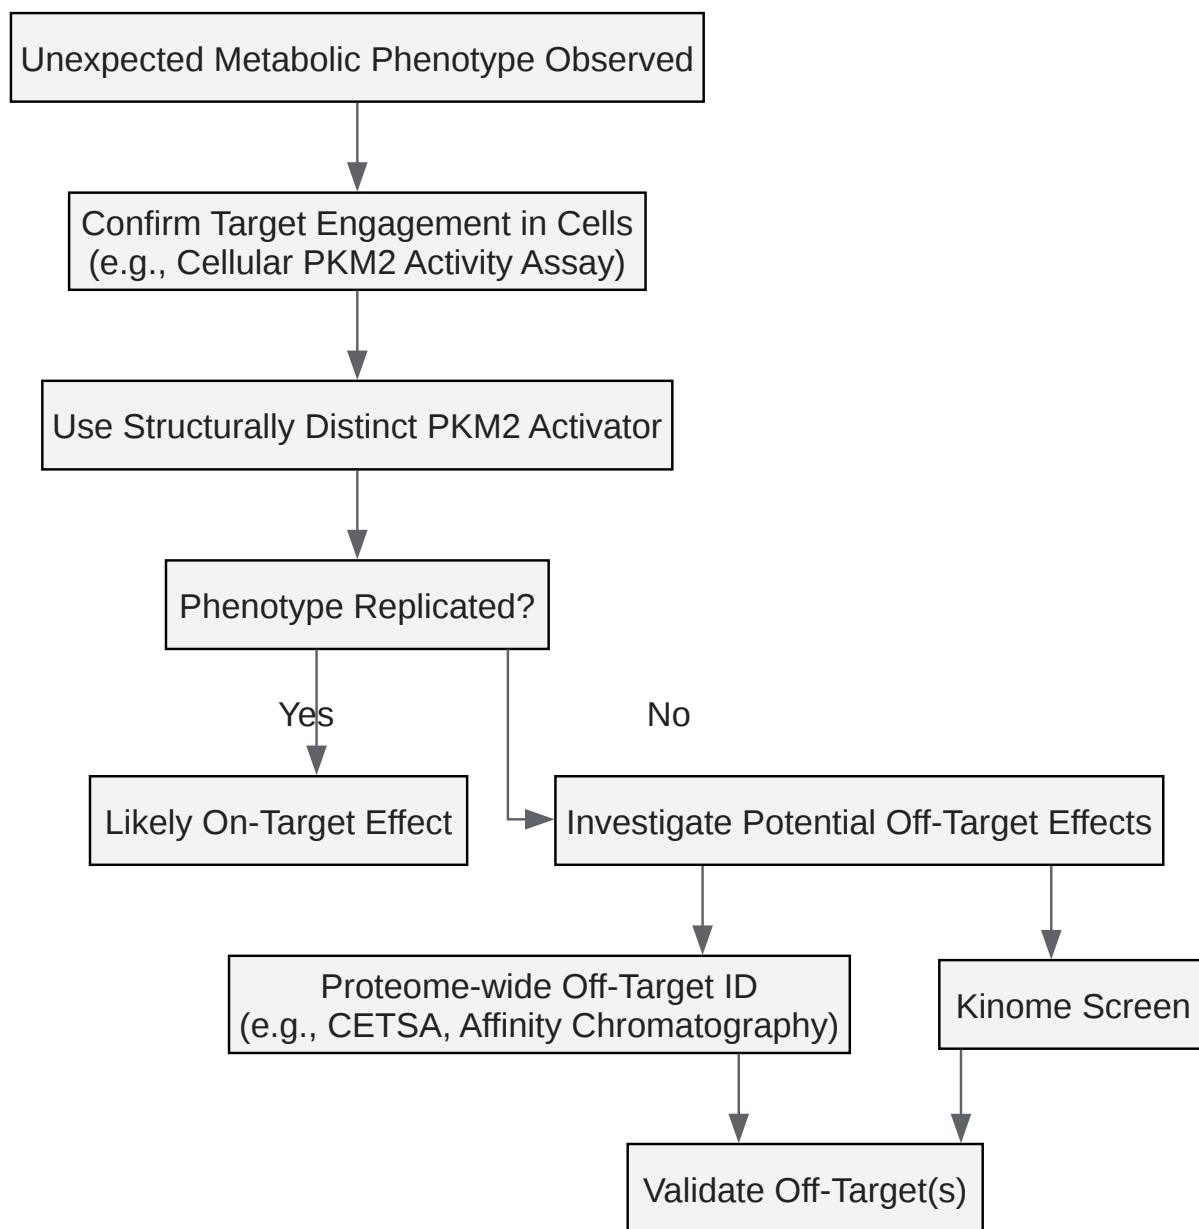 Unexpected Metabolic Phenotype Observed
Confirm Target Engagement in Cells
(e.g., Cellular PKM2 Activity Assay)
Use Structurally Distinct PKM2 Activator
Phenotype Replicated?
Yes
No
Likely On-Target Effect
Investigate Potential Off-Target Effects
Proteome-wide Off-Target ID
(e.g., CETSA, Affinity Chromatography)
Kinome Screen
Validate Off-Target(s)